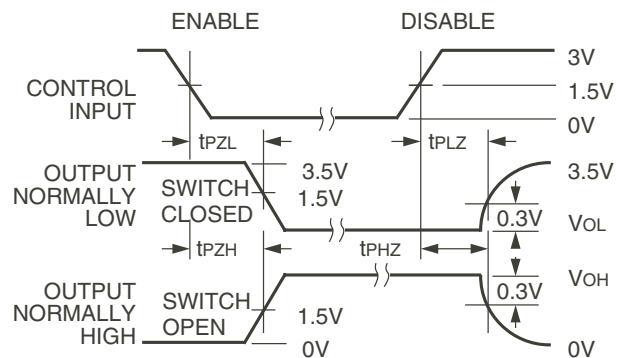 ENABLE
DISABLE
3V
CONTROL
INPUT
1.5V
0V
tPZL
tPLZ
OUTPUT
NORMALLY
LOW
SWITCH
CLOSED
3.5V
1.5V
3.5V
0.3V
VOL
tPZH
tPHZ
OUTPUT
NORMALLY
HIGH
SWITCH
OPEN
1.5V
0V
VOH
0.3V
0V